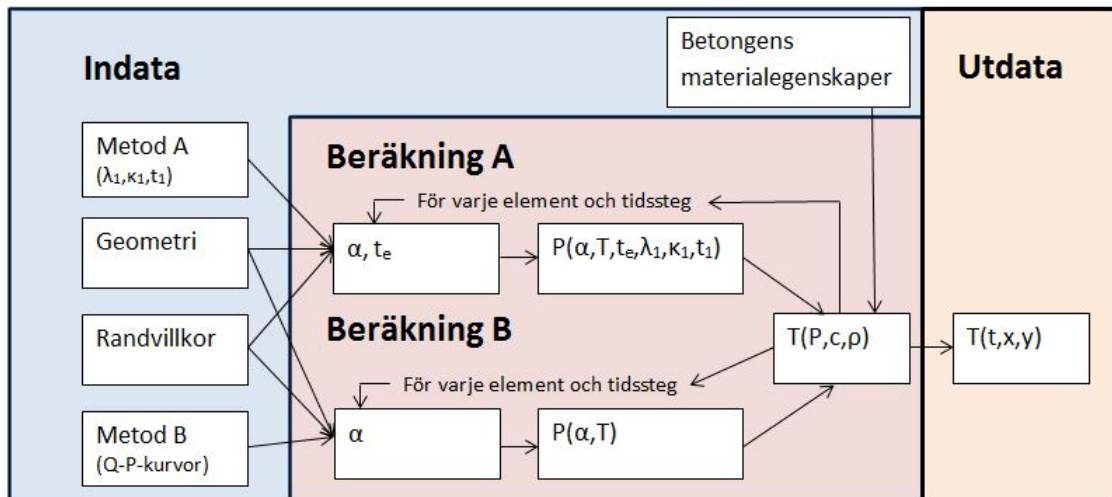 Indata
Betongens
materialegenskaper
Utdata
Metod A
(λ₁,κ₁,t₁)
Geometri
Randvillkor
Metod B
(Q-P-kurvor)
Beräkning A
För varje element och tidssteg
α, tₑ
P(α,T,tₑ,λ₁,κ₁,t₁)
Beräkning B
För varje element och tidssteg
α
P(α,T)
T(P,c,ρ)
T(t,x,y)